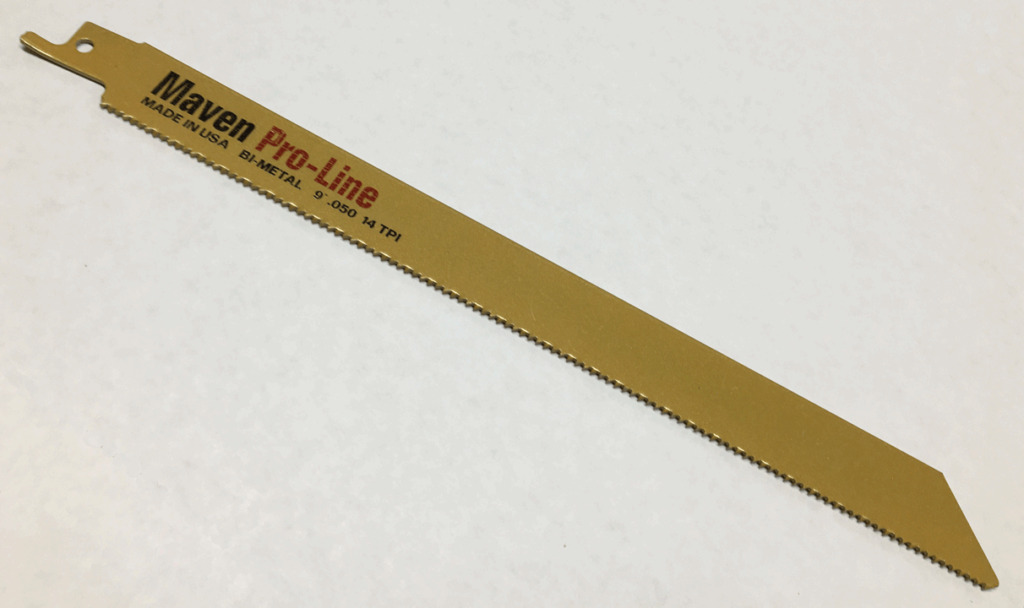 Maven Pro-Line
MADE IN USA BI-METAL 9" .050 14 TPI